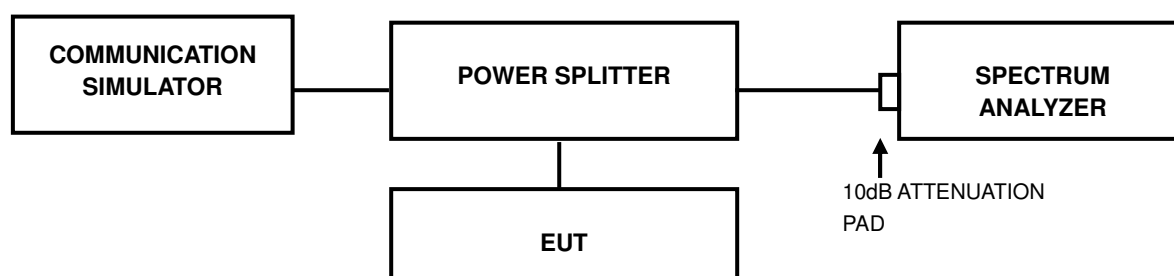 COMMUNICATION
SIMULATOR
POWER SPLITTER
SPECTRUM
ANALYZER
10dB ATTENUATION
PAD
EUT